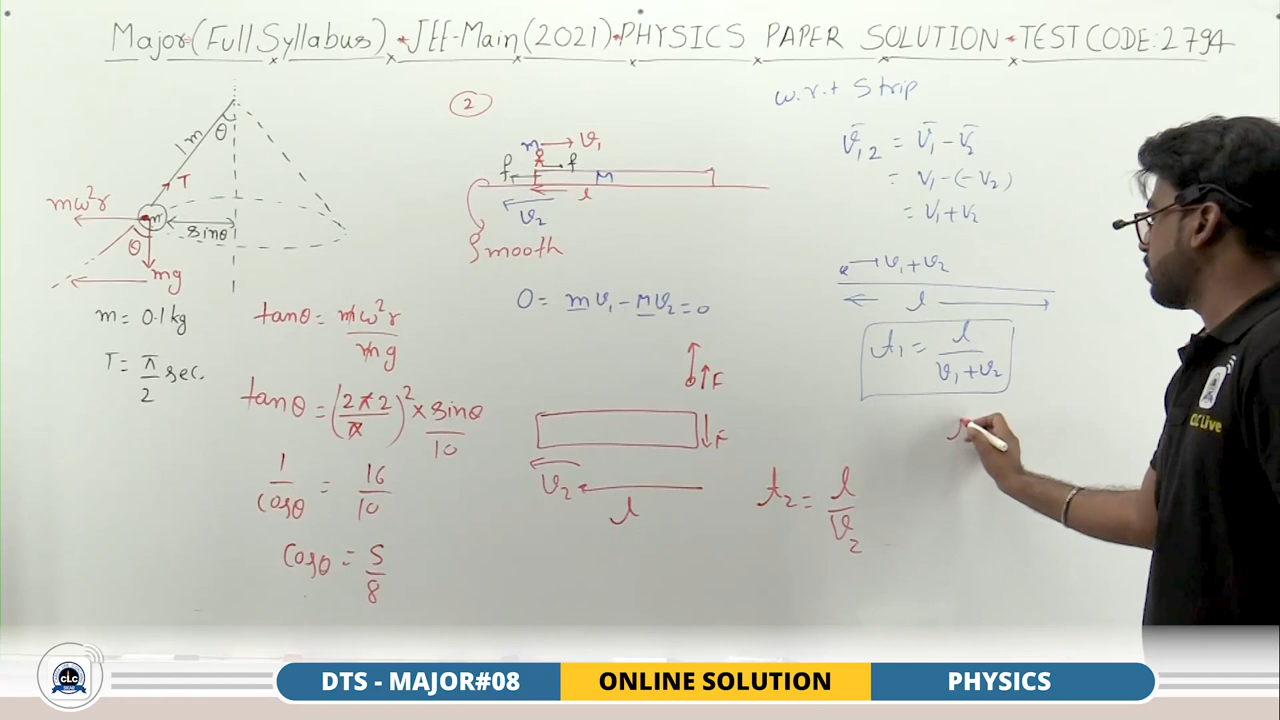 Major (Full Syllabus) • JEE-Main (2021) • PHYSICS PAPER SOLUTION • TEST CODE: 2794
θ
1m
T
mω²r
m
sinθ
θ
mg
m = 0.1 kg
T = π/2 sec.
tanθ = mω²r/mg
tanθ = (2π2/π)² × sinθ/10
1/cosθ = 16/10
cosθ = 5/8
2
m → v₁
f
f
M
l
v₂
Smooth
0 = mv₁ - Mv₂ = 0
F
F
v₂
l
t₂ = l/v₂
w.r.t Strip
v₁₂ = v₁ - v₂
= v₁ - (-v₂)
= v₁ + v₂
→ v₁ + v₂
l
t₁ = l/v₁ + v₂
CLC Live
CLC
SIKAR
DTS - MAJOR#08
ONLINE SOLUTION
PHYSICS